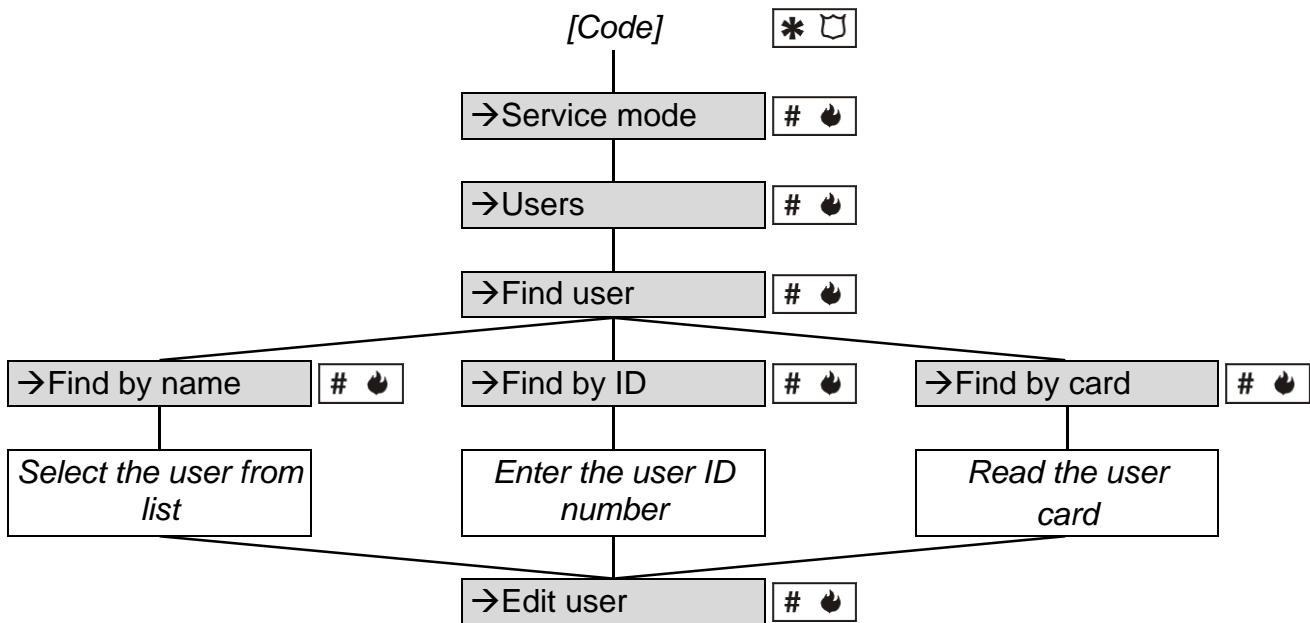 [Code] *
→Service mode #
→Users #
→Find user #
→Find by name # →Find by ID # →Find by card #
Select the user from Enter the user ID Read the user
list number card
→Edit user #